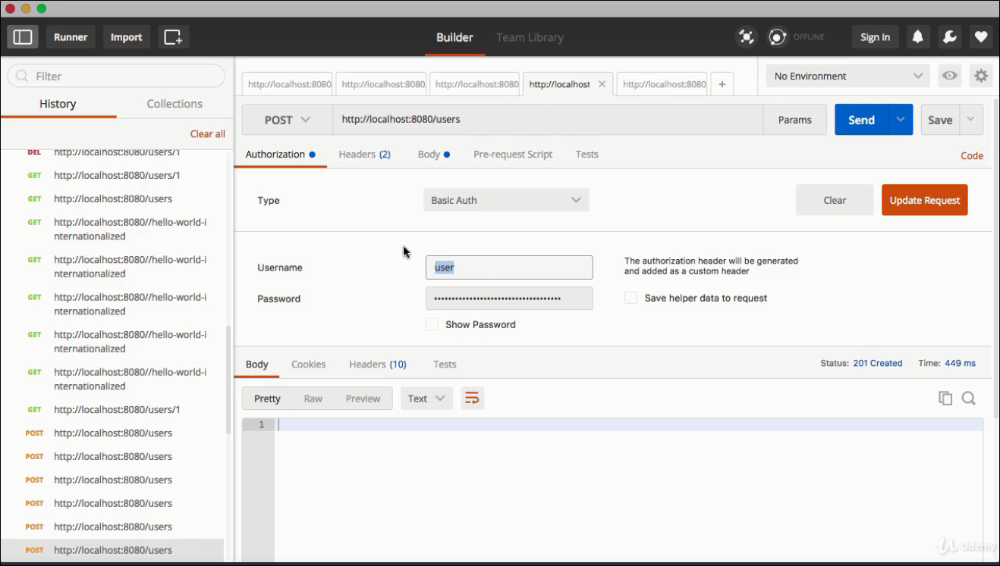 Runner
Import
Builder
Team Library
OFFLINE
Sign In
Filter
History
Collections
Clear all
DEL http://localhost:8080/users/1
GET http://localhost:8080/users/1
GET http://localhost:8080/users
GET http://localhost:8080//hello-world-i
nternationalized
GET http://localhost:8080//hello-world-i
nternationalized
GET http://localhost:8080//hello-world-i
nternationalized
GET http://localhost:8080//hello-world-i
nternationalized
GET http://localhost:8080//hello-world-i
nternationalized
GET http://localhost:8080/users/1
POST http://localhost:8080/users
POST http://localhost:8080/users
POST http://localhost:8080/users
POST http://localhost:8080/users
POST http://localhost:8080/users
POST http://localhost:8080/users
http://localhost:8080
http://localhost:8080
http://localhost:8080
http://localhost
http://localhost:8080
No Environment
POST
http://localhost:8080/users
Params
Send
Save
Authorization
Headers (2)
Body
Pre-request Script
Tests
Code
Type
Basic Auth
Clear
Update Request
Username
user
The authorization header will be generated
and added as a custom header
Password
Save helper data to request
Show Password
Body
Cookies
Headers (10)
Tests
Status: 201 Created
Time: 449 ms
Pretty
Raw
Preview
Text
1
Udemy